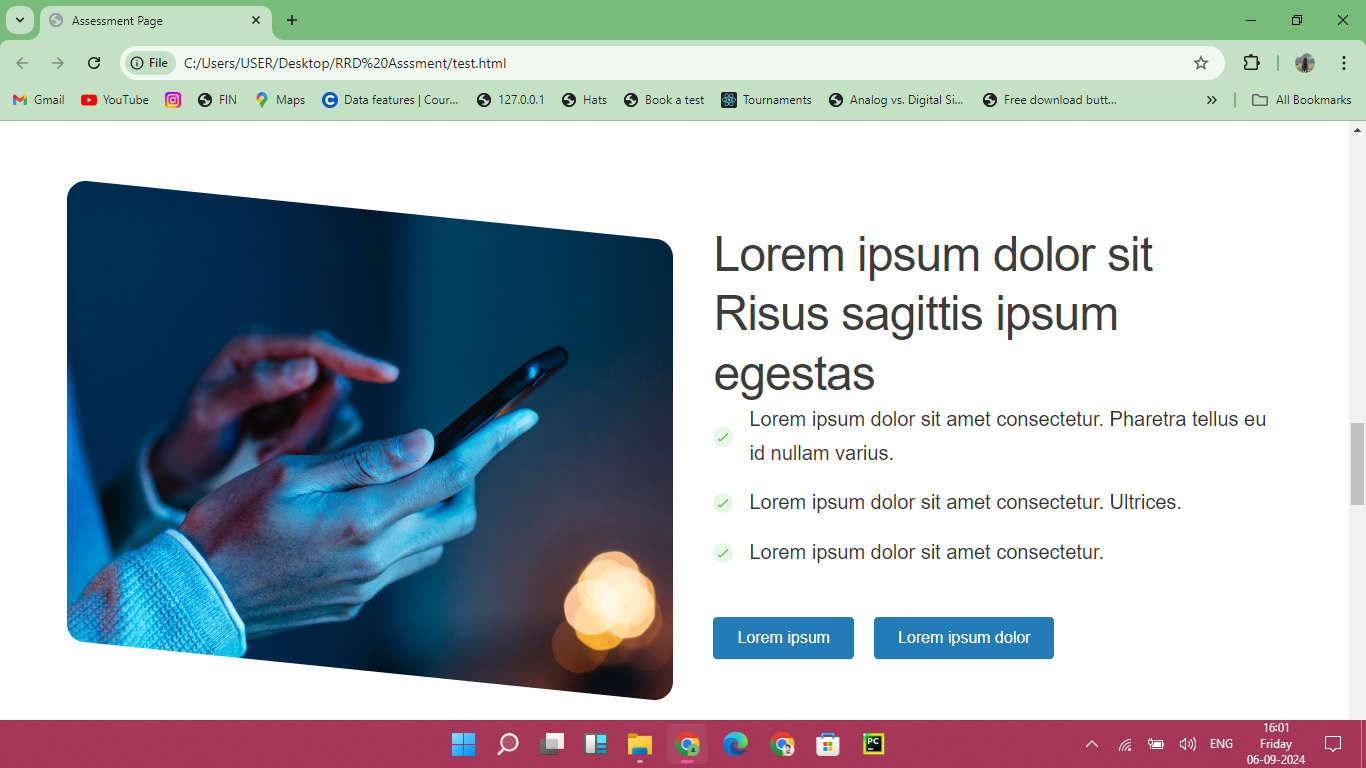 Assessment Page
File
C:/Users/USER/Desktop/RRD%20Asssment/test.html
Gmail
YouTube
FIN
Maps
Data features | Cour...
127.0.0.1
Hats
Book a test
Tournaments
Analog vs. Digital Si...
Free download butt...
All Bookmarks
Lorem ipsum dolor sit
Risus sagittis ipsum
egestas
Lorem ipsum dolor sit amet consectetur. Pharetra tellus eu
id nullam varius.
Lorem ipsum dolor sit amet consectetur. Ultrices.
Lorem ipsum dolor sit amet consectetur.
Lorem ipsum
Lorem ipsum dolor
PC
ENG
16:01
Friday
06-09-2024